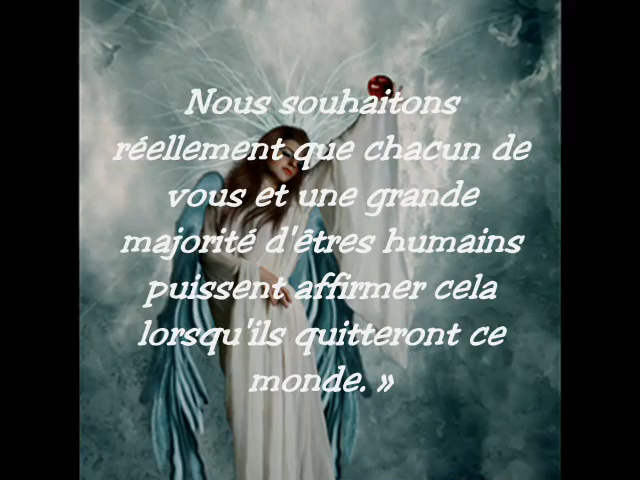 Nous souhaitons
réellement que chacun de
vous et une grande
majorité d'êtres humains
puissent affirmer cela
lorsqu'ils quitteront ce
monde. »